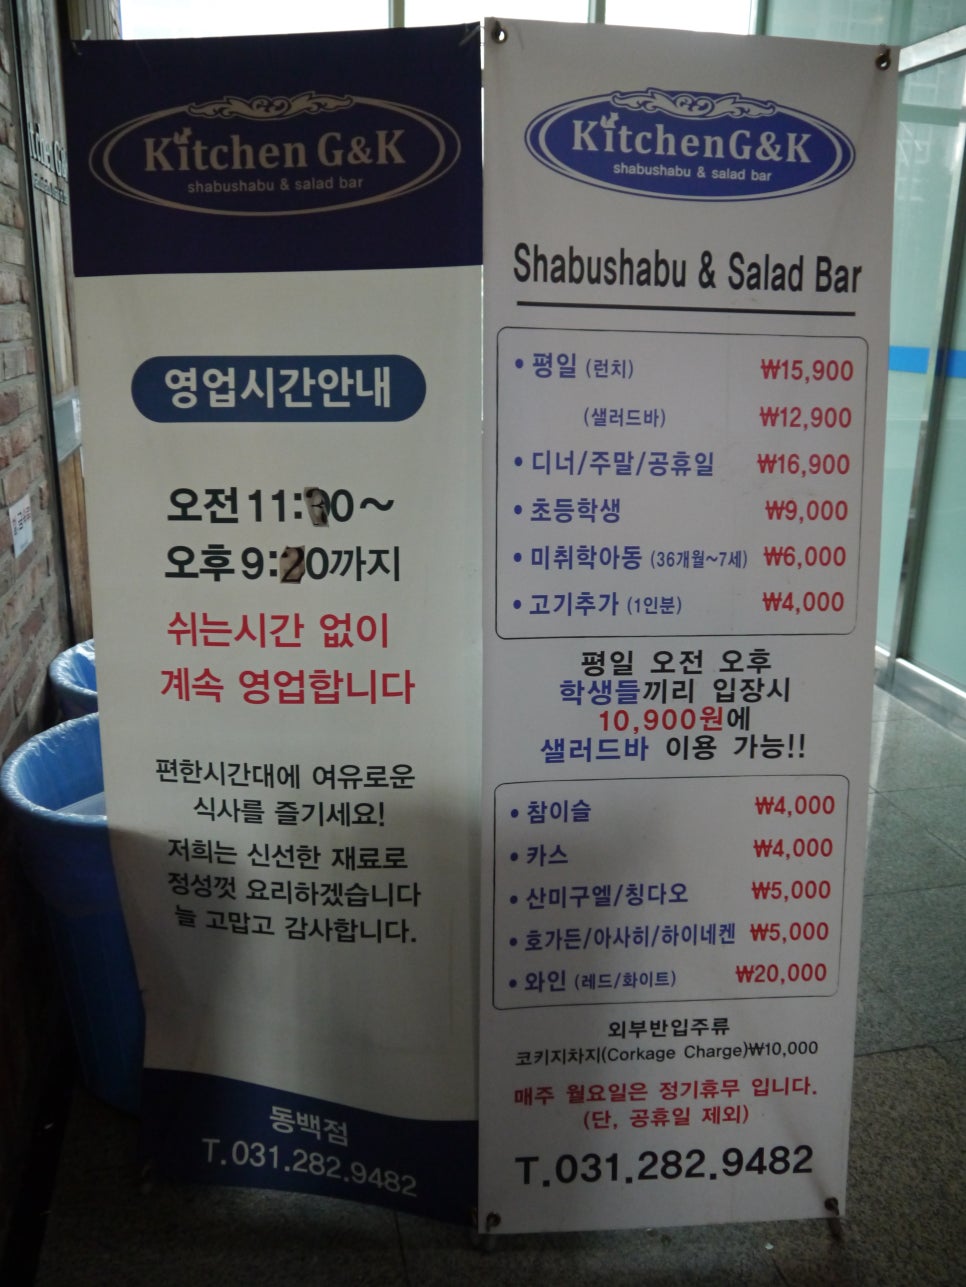 Kitchen G&K
shabushabu & salad bar
영업시간안내
오전 11:30~
오후 9:20까지
쉬는시간 없이
계속 영업합니다
편한시간대에 여유로운
식사를 즐기세요!
저희는 신선한 재료로
정성껏 요리하겠습니다
늘 고맙고 감사합니다.
동백점
T.031.282.9482
KitchenG&K
shabushabu & salad bar
Shabushabu & Salad Bar
• 평일 (런치) ₩15,900
(샐러드바) ₩12,900
• 디너/주말/공휴일 ₩16,900
• 초등학생 ₩9,000
• 미취학아동 (36개월~7세) ₩6,000
• 고기추가 (1인분) ₩4,000
평일 오전 오후
학생들끼리 입장시
10,900원에
샐러드바 이용 가능!!
• 참이슬 ₩4,000
• 카스 ₩4,000
• 산미구엘/칭다오 ₩5,000
• 호가든/아사히/하이네켄 ₩5,000
• 와인 (레드/화이트) ₩20,000
외부반입주류
코키지차지(Corkage Charge)₩10,000
매주 월요일은 정기휴무 입니다.
(단, 공휴일 제외)
T.031.282.9482